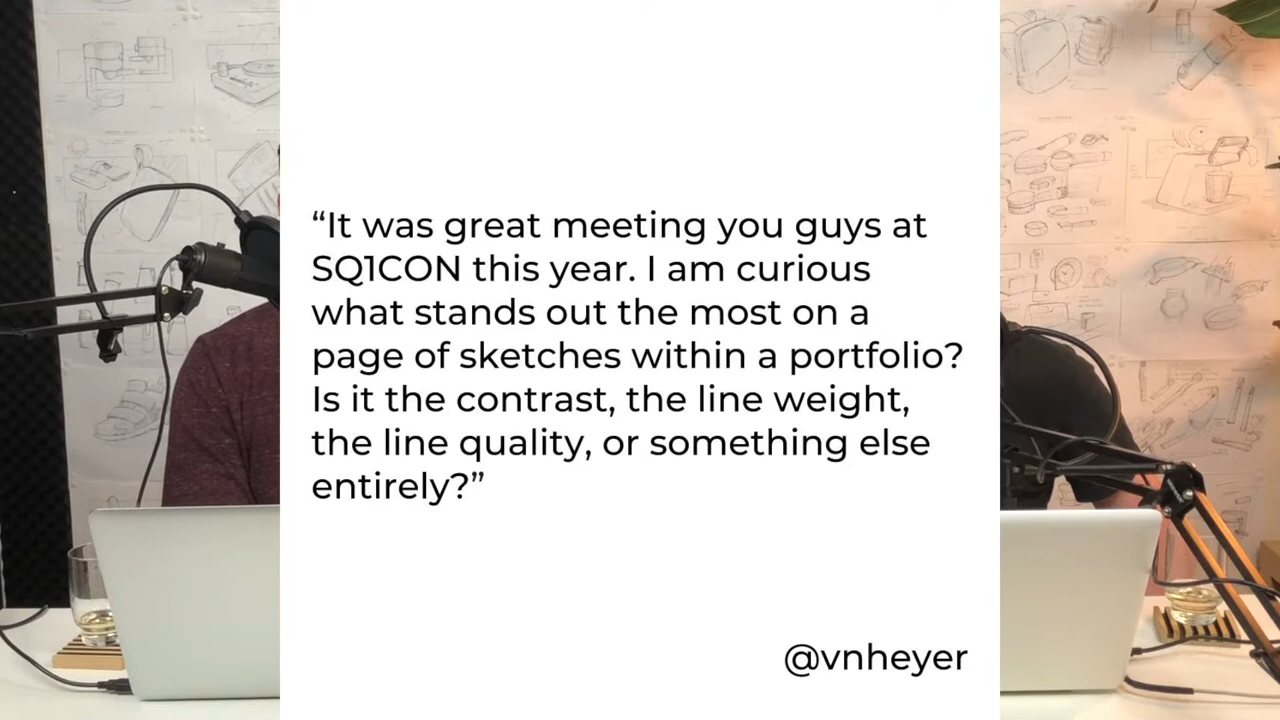 “It was great meeting you guys at
SQ1CON this year. I am curious
what stands out the most on a
page of sketches within a portfolio?
Is it the contrast, the line weight,
the line quality, or something else
entirely?”
@vnheyer